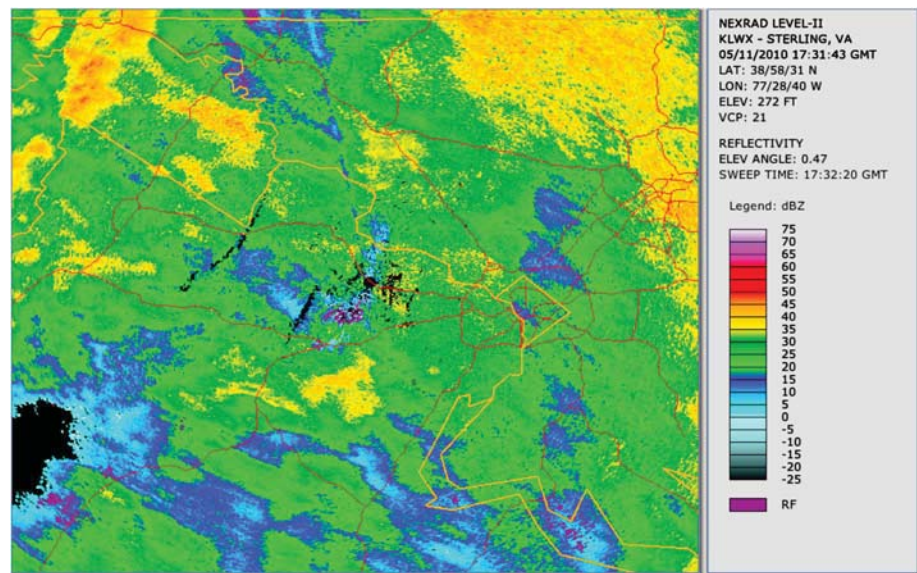 NEXRAD LEVEL-II
KLWX - STERLING, VA
05/11/2010 17:31:43 GMT
LAT: 38/58/31 N
LON: 77/28/40 W
ELEV: 272 FT
VCP: 21
REFLECTIVITY
ELEV ANGLE: 0.47
SWEEP TIME: 17:32:20 GMT
Legend: dBZ
75
70
65
60
55
50
45
40
35
30
25
20
15
10
5
0
-5
-10
-15
-20
-25
RF